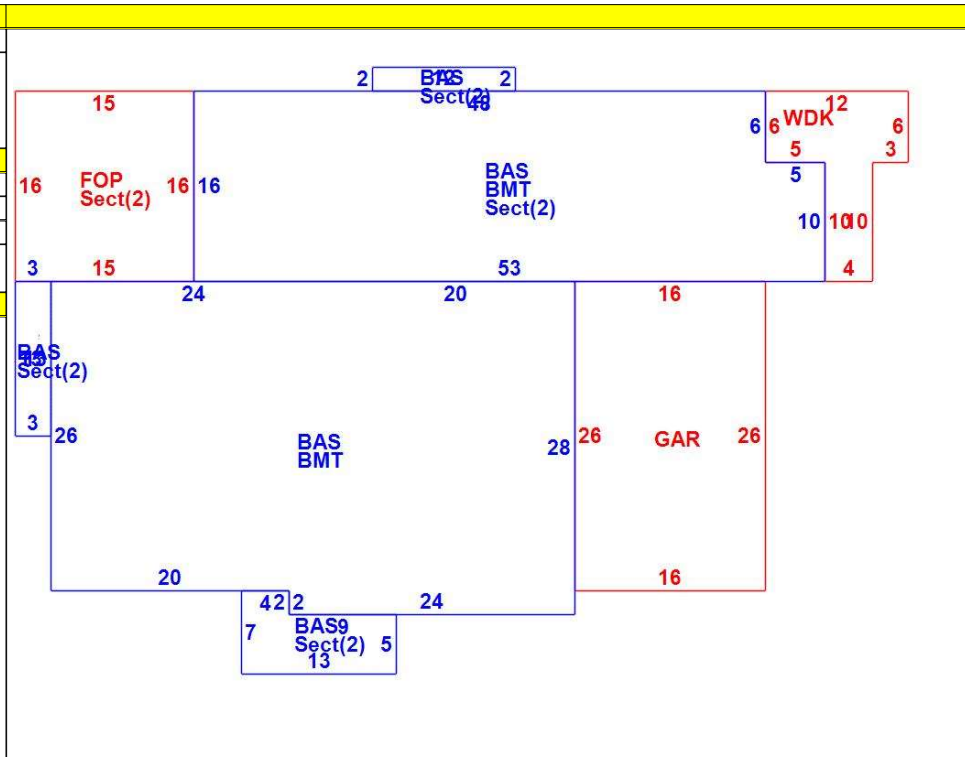 2 BAS 2
Sect(2)
15
12
WDK
6 6 6
5 3
5
16 FOP 16 16
Sect(2)
BAS
BMT
Sect(2)
10 10 10
3 15 53 4
24 20 16
BAS
Sect(2)
3
26 BAS 28 26 GAR 26
BMT
20 16
4 2 2 24
7 BAS9
Sect(2) 5
13